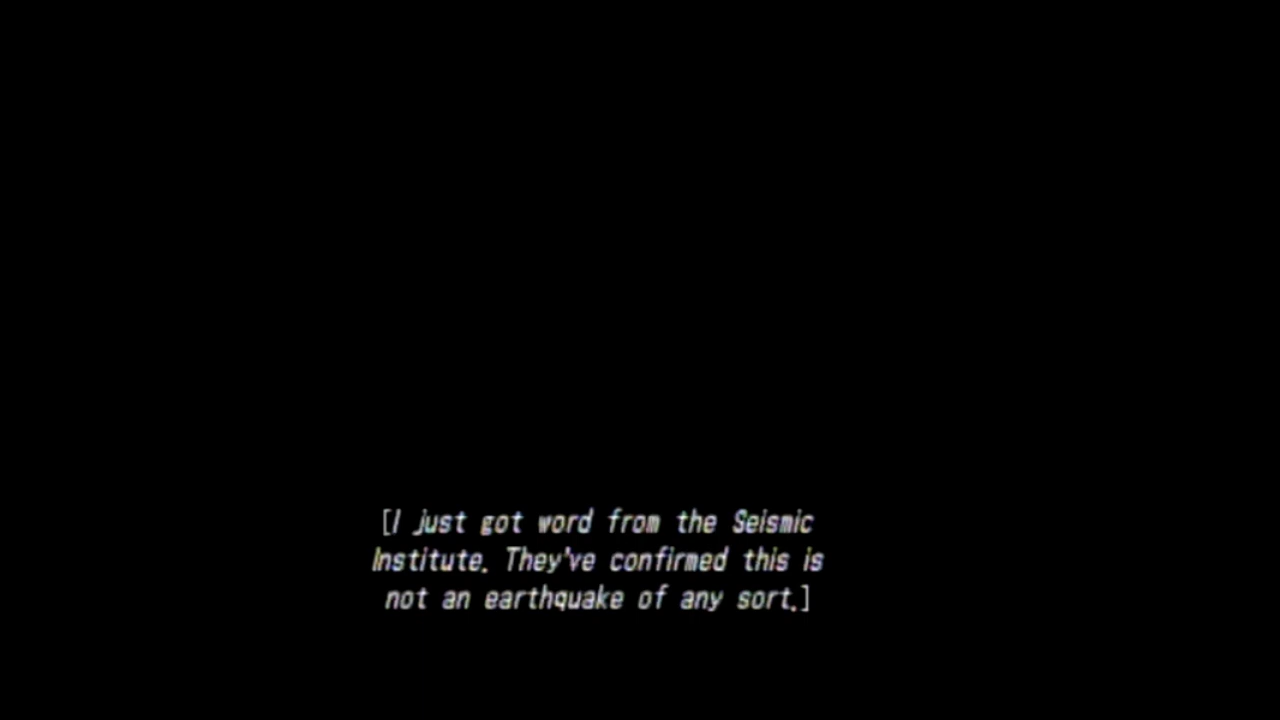 [I just got word from the Seismic
Institute. They've confirmed this is
not an earthquake of any sort.]